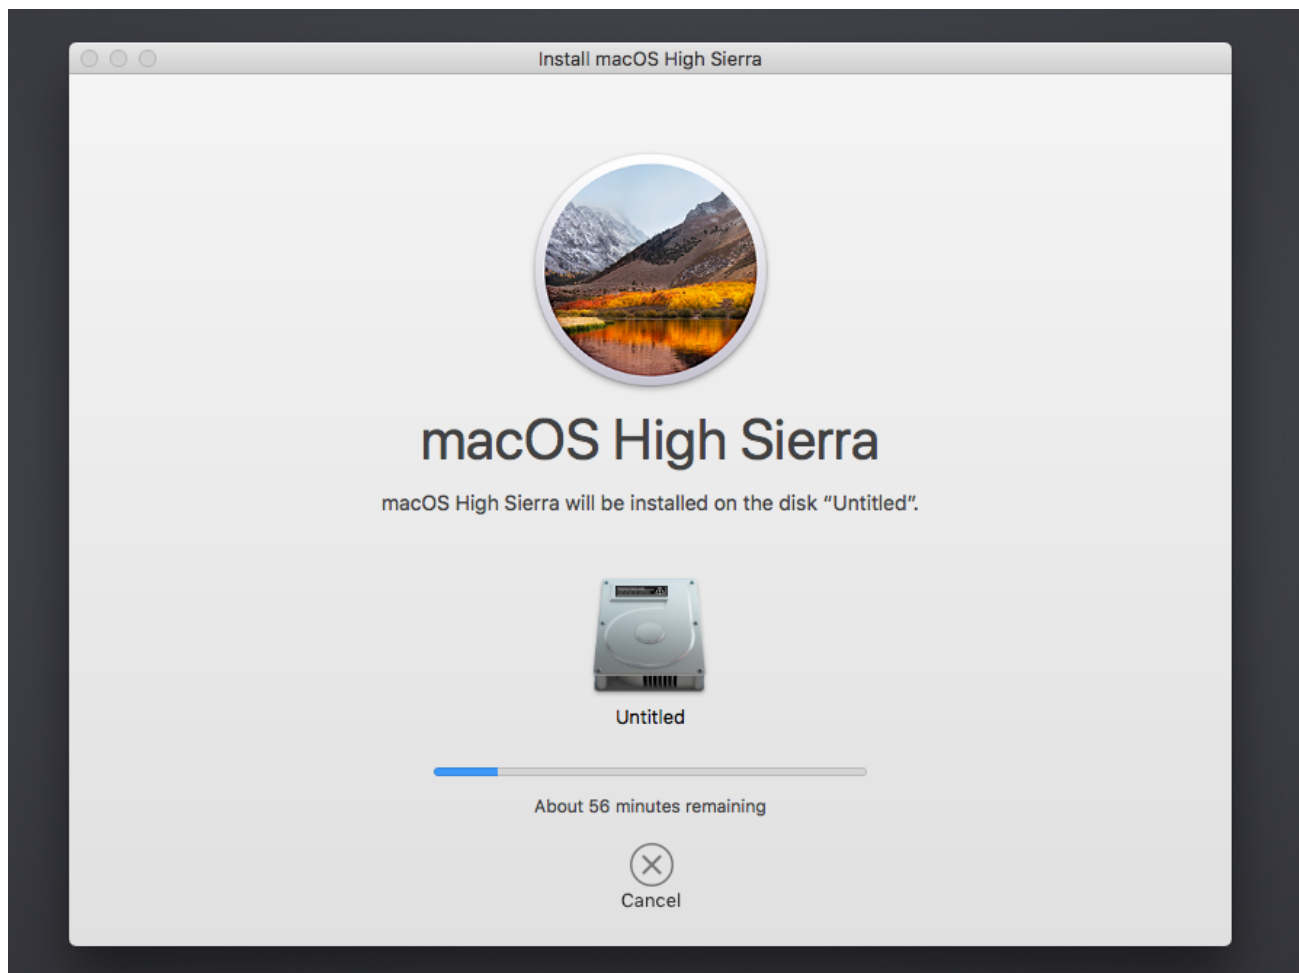 Install macOS High Sierra
macOS High Sierra
macOS High Sierra will be installed on the disk “Untitled”.
Untitled
About 56 minutes remaining
Cancel